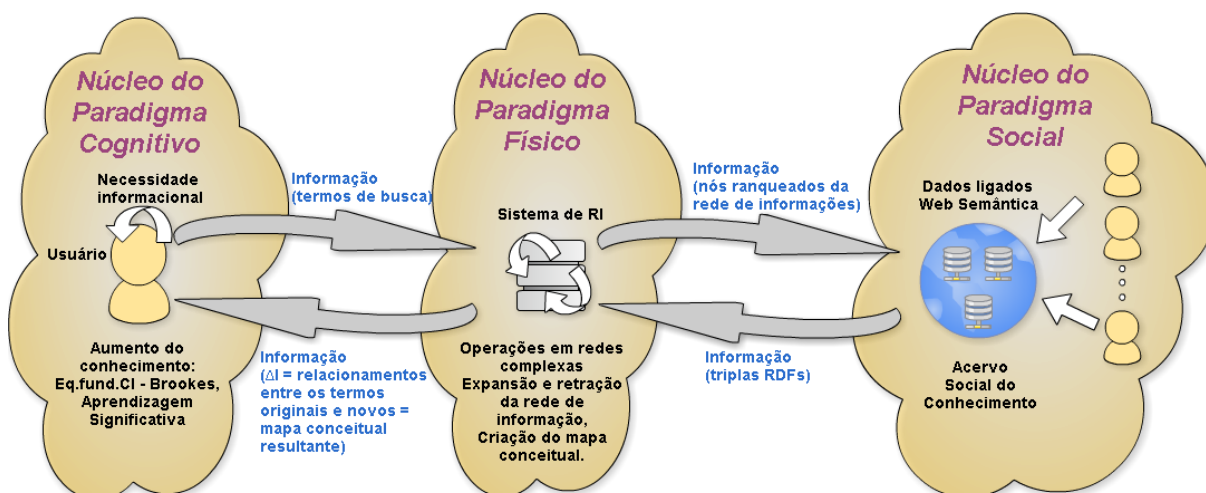 Núcleo do
Paradigma
Cognitivo
Necessidade
informacional
Usuário
Aumento do
conhecimento:
Eq.fund.CI - Brookes,
Aprendizagem
Significativa
Informação
(termos de busca)
Informação
(ΔI = relacionamentos
entre os termos
originais e novos =
mapa conceitual
resultante)
Núcleo do
Paradigma
Físico
Sistema de RI
Operações em redes
complexas
Expansão e retração
da rede de
informação,
Criação do mapa
conceitual.
Informação
(nós ranqueados da
rede de informações)
Informação
(triplas RDFs)
Núcleo do
Paradigma
Social
Dados ligados
Web Semântica
Acervo
Social do
Conhecimento